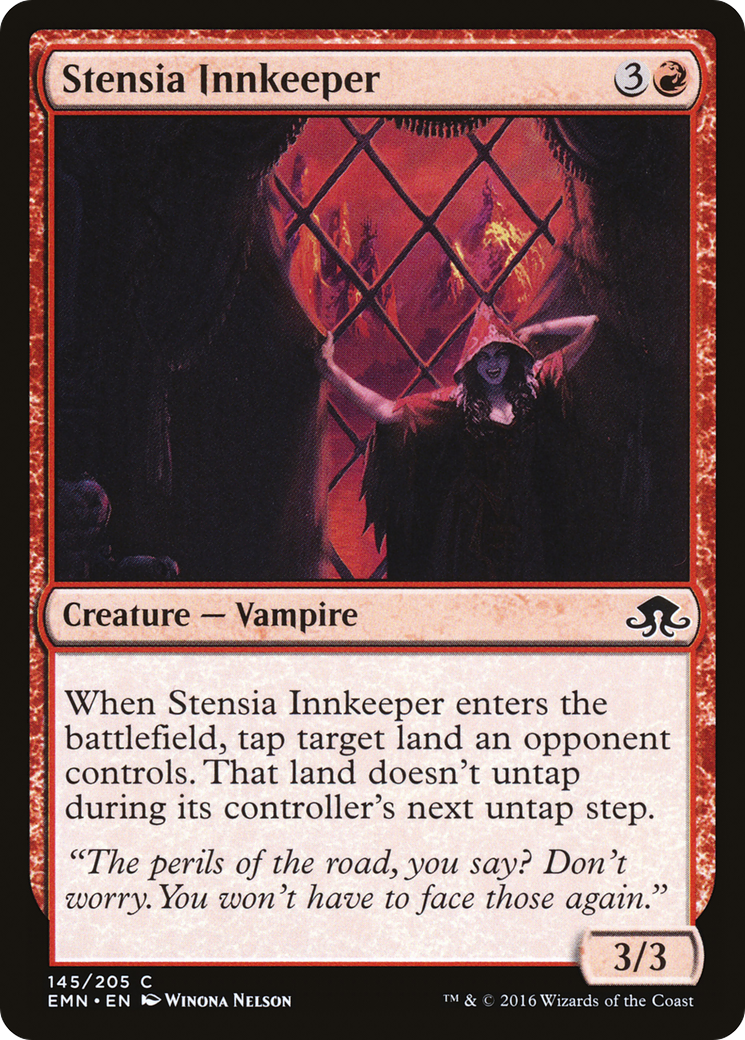 Stensia Innkeeper 3
Creature — Vampire
When Stensia Innkeeper enters the
battlefield, tap target land an opponent
controls. That land doesn't untap
during its controller's next untap step.
“The perils of the road, you say? Don't
worry. You won't have to face those again.”
3/3
145/205 C
EMN • EN Winona Nelson
™ & © 2016 Wizards of the Coast